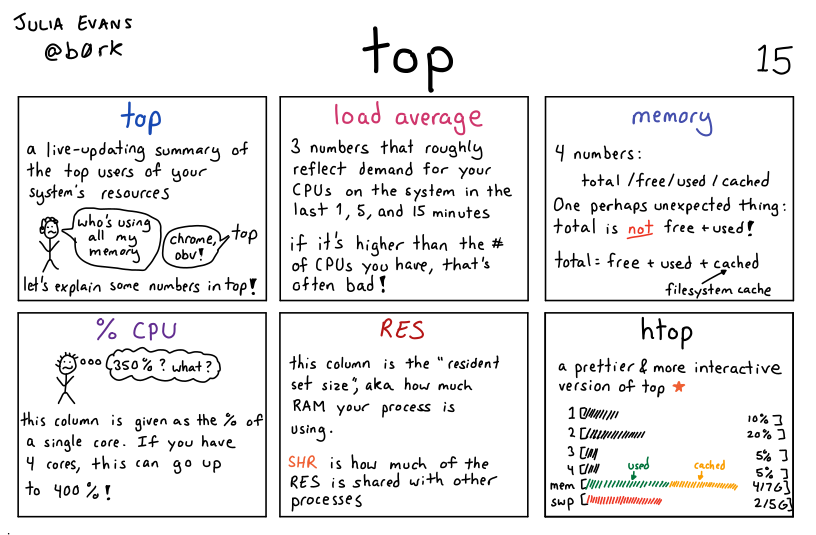 JULIA EVANS
@b0rk
top
15
top
a live-updating summary of
the top users of your
system's resources
who's using
all my
memory
chrome,
obv!
top
let's explain some numbers in top!
load average
3 numbers that roughly
reflect demand for your
CPUs on the system in the
last 1, 5, and 15 minutes
if it's higher than the #
of CPUs you have, that's
often bad!
memory
4 numbers:
total /free/used / cached
One perhaps unexpected thing:
total is not free + used!
total = free + used + cached
filesystem cache
% CPU
350% ? what?
this column is given as the % of
a single core. If you have
4 cores, this can go up
to 400%!
RES
this column is the "resident
set size", aka how much
RAM your process is
using.
SHR is how much of the
RES is shared with other
processes
htop
a prettier & more interactive
version of top ★
1 [ 10% ]
2 [ 20% ]
3 [ 5% ]
used cached
4 [ 5% ]
mem [ 4/7G ]
swp [ 2/5G ]